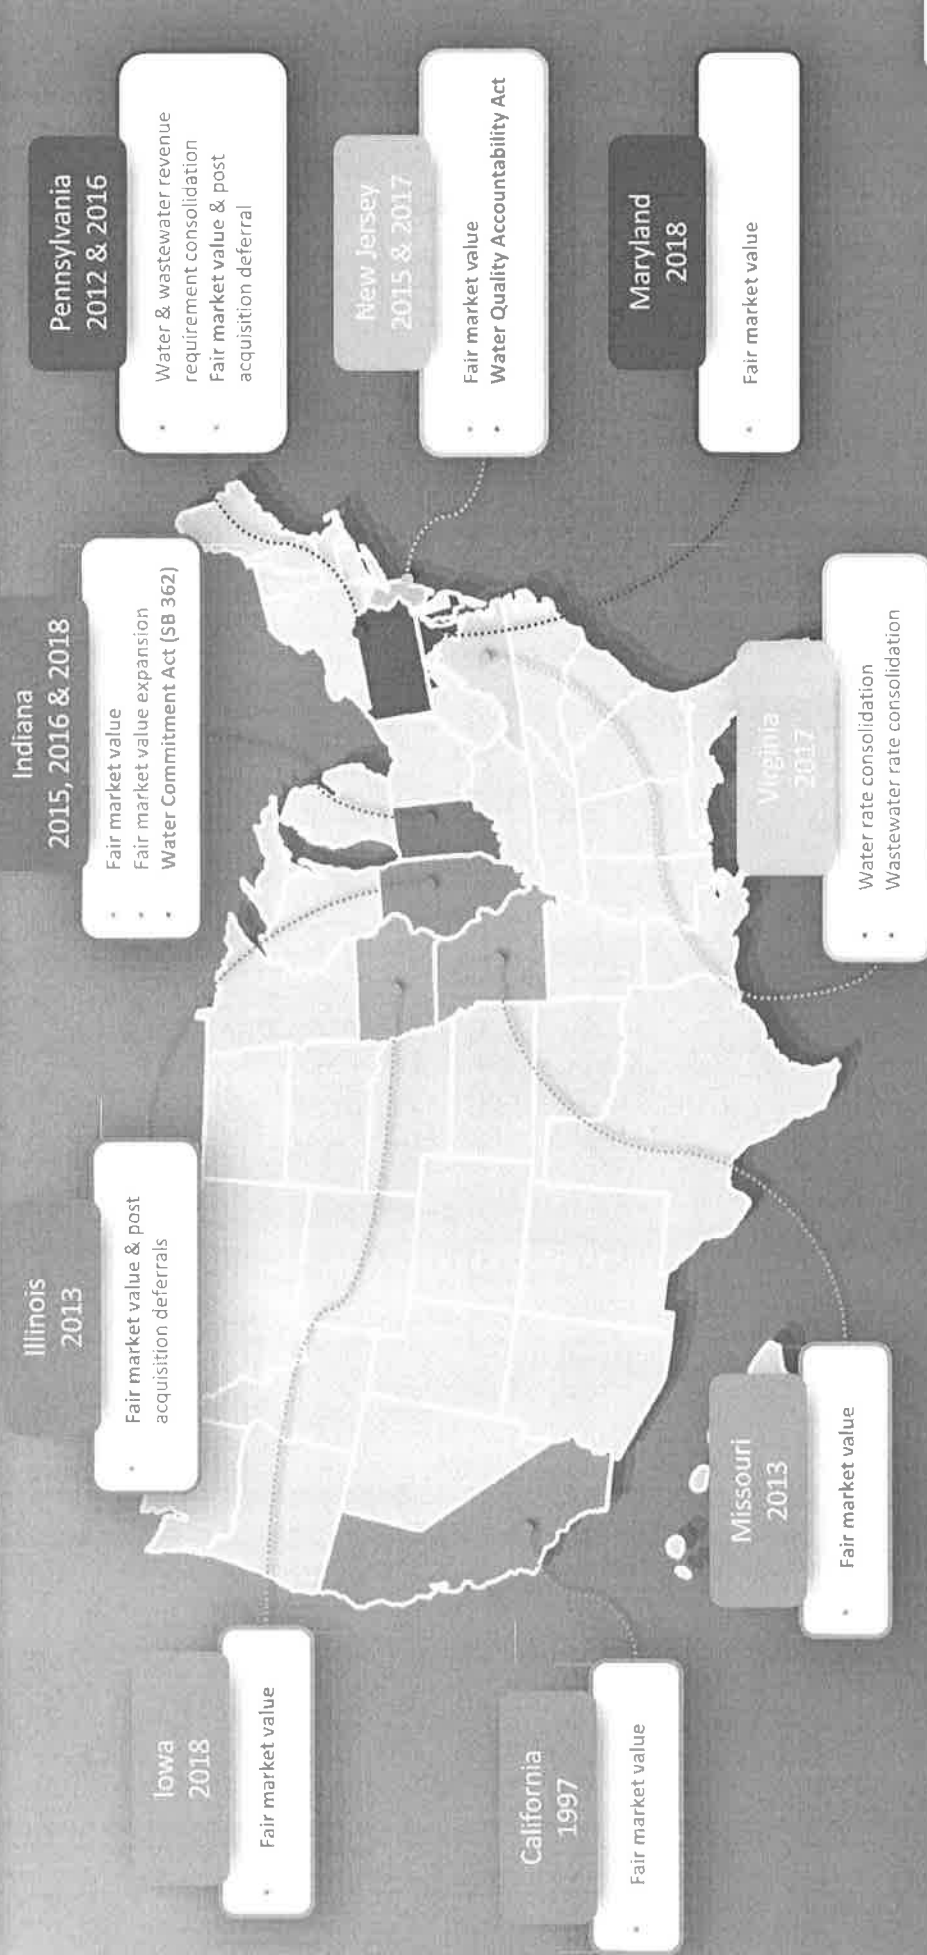 Illinois
2013
• Fair market value & post
acquisition deferrals
Indiana
2015, 2016 & 2018
• Fair market value
• Fair market value expansion
• Water Commitment Act (SB 362)
Pennsylvania
2012 & 2016
• Water & wastewater revenue
requirement consolidation
• Fair market value & post
acquisition deferral
Iowa
2018
• Fair market value
New Jersey
2015 & 2017
• Fair market value
• Water Quality Accountability Act
California
1997
• Fair market value
Missouri
2013
• Fair market value
Virginia
2017
• Water rate consolidation
• Wastewater rate consolidation
Maryland
2018
• Fair market value